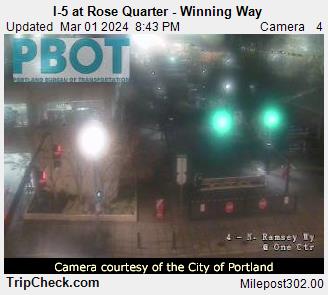 I-5 at Rose Quarter - Winning Way
Updated Mar 01 2024 8:43 PM Camera 4
PBOT
PORTLAND BUREAU OF TRANSPORTATION
4 - N. Ramsey Wy
@ One Ctr
Camera courtesy of the City of Portland
TripCheck.com Milepost302.00